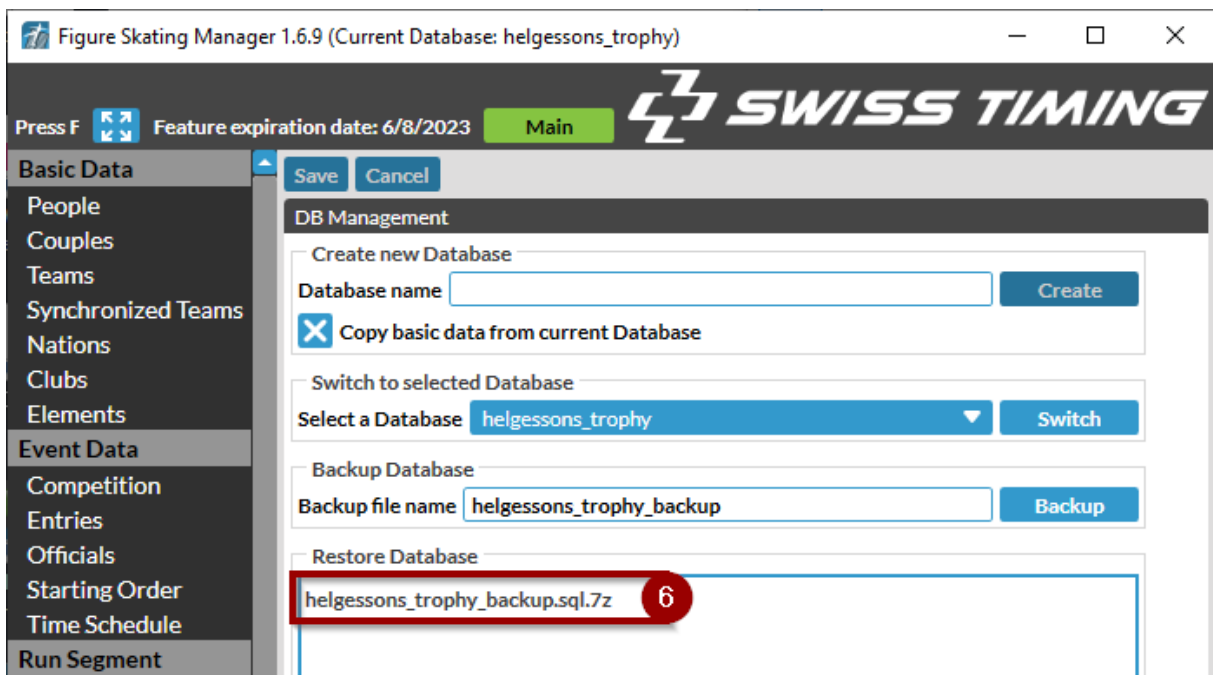 Figure Skating Manager 1.6.9 (Current Database: helgessons_trophy)
SWISS TIMING
Press F Feature expiration date: 6/8/2023 Main
Basic Data
People
Couples
Teams
Synchronized Teams
Nations
Clubs
Elements
Event Data
Competition
Entries
Officials
Starting Order
Time Schedule
Run Segment
Save Cancel
DB Management
Create new Database
Database name Create
Copy basic data from current Database
Switch to selected Database
Select a Database helgessons_trophy Switch
Backup Database
Backup file name helgessons_trophy_backup Backup
Restore Database
helgessons_trophy_backup.sql.7z 6